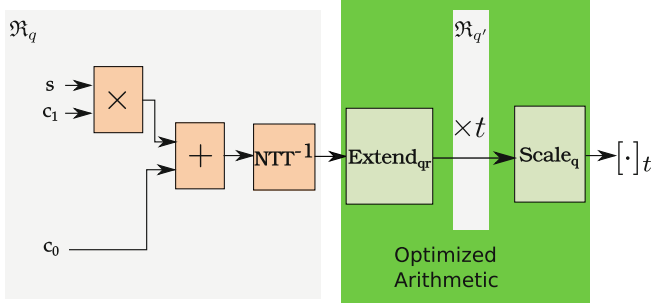 ℜq
s
c1
×
+
c0
NTT-1
Extendqr
ℜq'
×t
Scaleq
[·]t
Optimized
Arithmetic